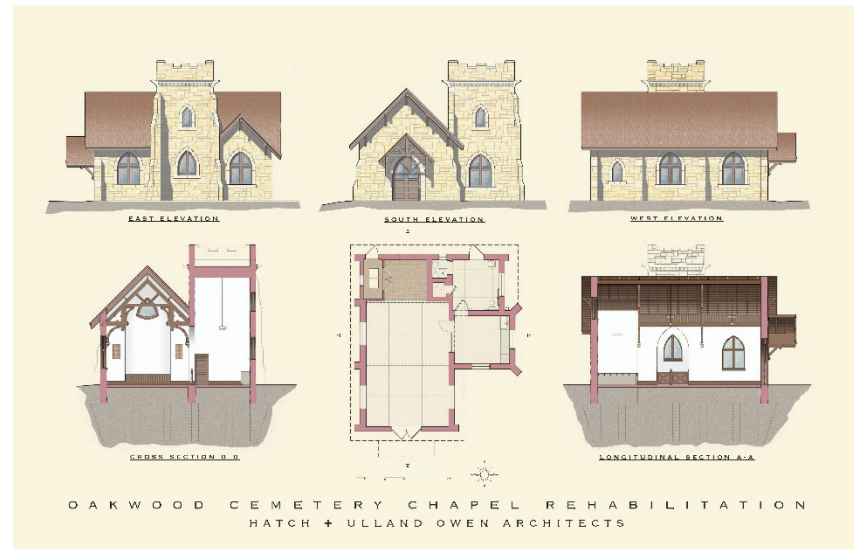 EAST ELEVATION
SOUTH ELEVATION
WEST ELEVATION
CROSS SECTION B-B
LONGITUDINAL SECTION A-A
OAKWOOD CEMETERY CHAPEL REHABILITATION
HATCH + ULLAND OWEN ARCHITECTS